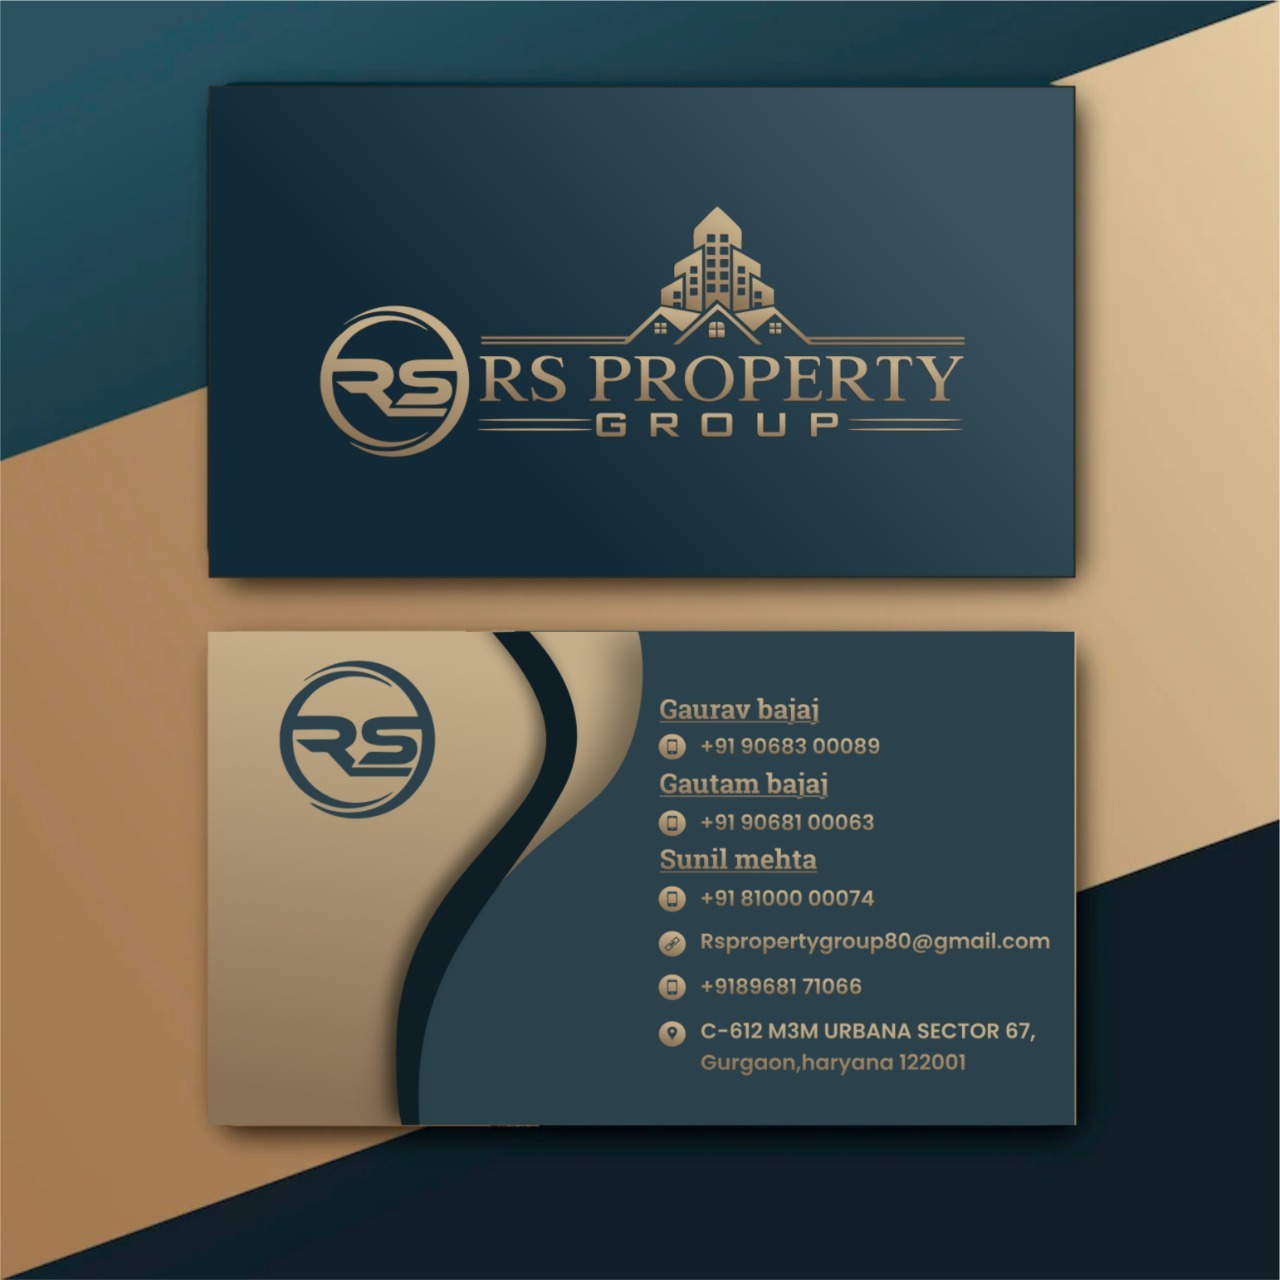 RS
RS PROPERTY
GROUP
RS
Gaurav bajaj
+91 90683 00089
Gautam bajaj
+91 90681 00063
Sunil mehta
+91 81000 00074
Rspropertygroup80@gmail.com
+9189681 71066
C-612 M3M URBANA SECTOR 67,
Gurgaon,haryana 122001